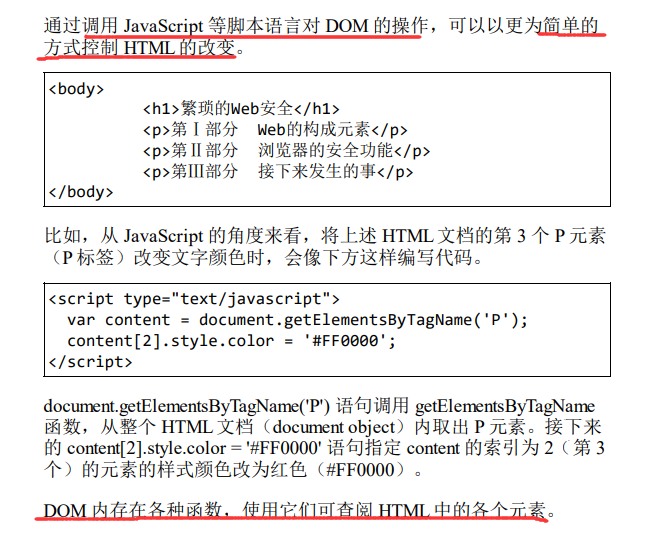 通过调用 JavaScript 等脚本语言对 DOM 的操作，可以以更为简单的
方式控制 HTML 的改变。
<body>
<h1>繁琐的Web安全</h1>
<p>第Ⅰ部分　Web的构成元素</p>
<p>第Ⅱ部分　浏览器的安全功能</p>
<p>第Ⅲ部分　接下来发生的事</p>
</body>
比如，从 JavaScript 的角度来看，将上述 HTML 文档的第 3 个 P 元素
（P 标签）改变文字颜色时，会像下方这样编写代码。
<script type="text/javascript">
var content = document.getElementsByTagName('P');
content[2].style.color = '#FF0000';
</script>
document.getElementsByTagName('P') 语句调用 getElementsByTagName
函数，从整个 HTML 文档（document object）内取出 P 元素。接下来
的 content[2].style.color = '#FF0000' 语句指定 content 的索引为 2（第 3
个）的元素的样式颜色改为红色（#FF0000）。
DOM 内存在各种函数，使用它们可查阅 HTML 中的各个元素。